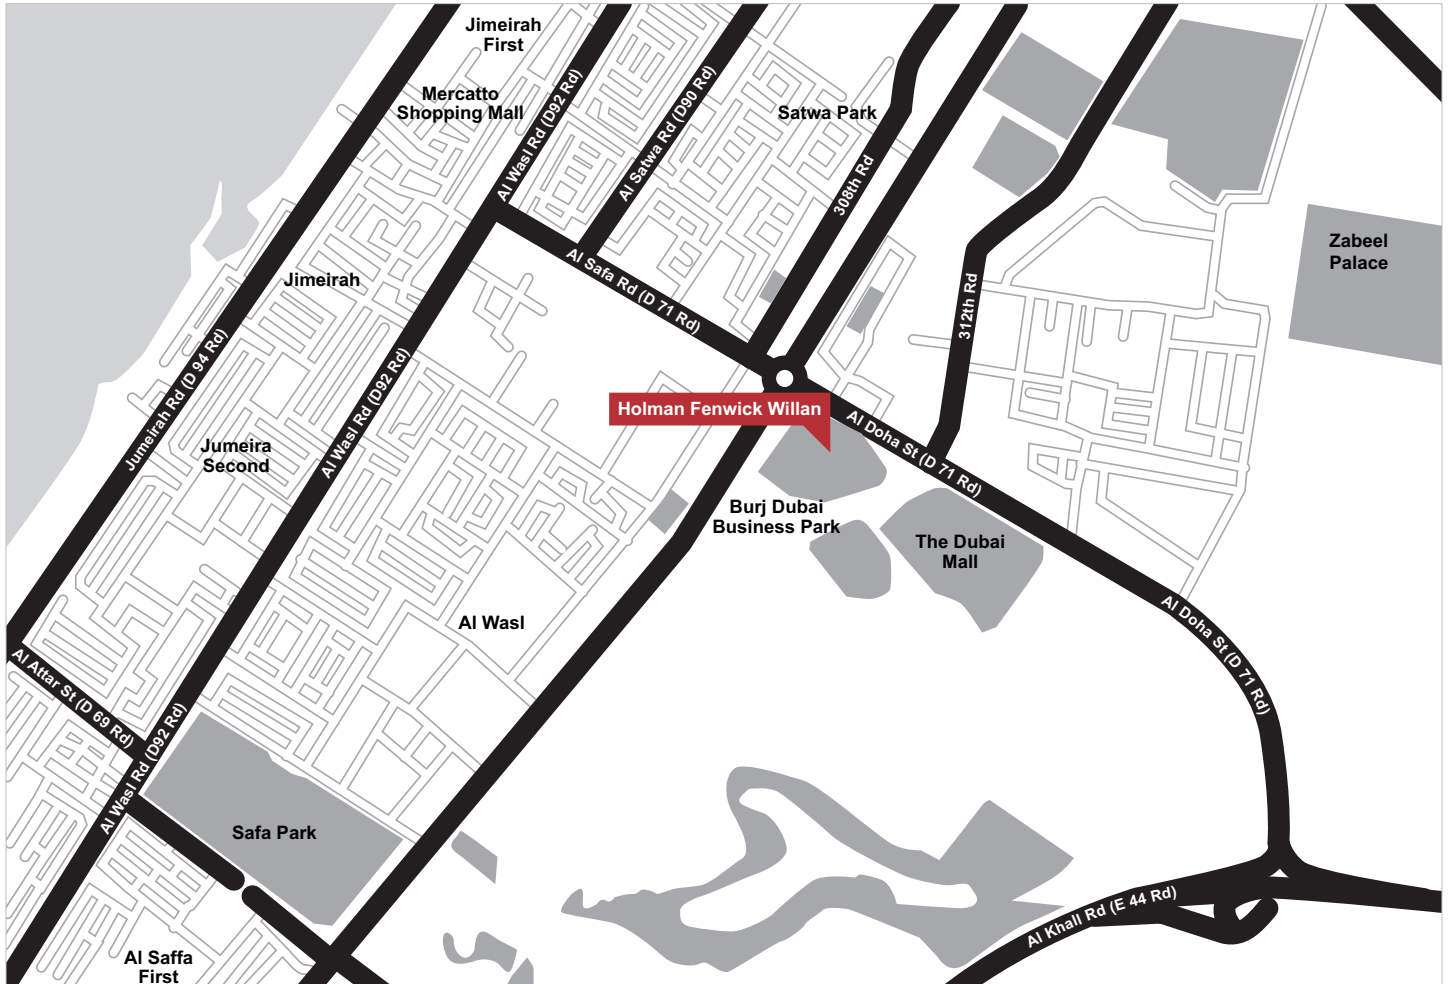 Jimeirah
First
Mercatto
Shopping Mall
Al Wasl Rd (D92 Rd)
Al Satwa Rd (D90 Rd)
Satwa Park
308th Rd
Zabeel
Palace
Jimeirah
Al Safa Rd (D 71 Rd)
312th Rd
Jumeirah Rd (D 94 Rd)
Al Wasl Rd (D92 Rd)
Holman Fenwick Willan
Al Doha St (D 71 Rd)
Jumeira
Second
Burj Dubai
Business Park
The Dubai
Mall
Al Wasl
Al Doha St (D 71 Rd)
Al Attar St (D 69 Rd)
Al Wasl Rd (D92 Rd)
Safa Park
Al Khall Rd (E 44 Rd)
Al Saffa
First